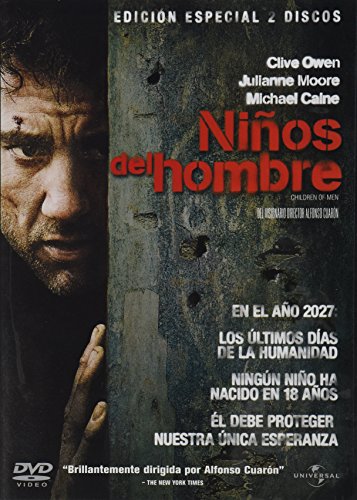 EDICIÓN ESPECIAL 2 DISCOS
Clive Owen
Julianne Moore
Michael Caine
Niños
del hombre
CHILDREN OF MEN
DEL VISIONARIO DIRECTOR ALFONSO CUARÓN
EN EL AÑO 2027:
LOS ÚLTIMOS DÍAS
DE LA HUMANIDAD
NINGÚN NIÑO HA
NACIDO EN 18 AÑOS
ÉL DEBE PROTEGER
NUESTRA ÚNICA ESPERANZA
"Brillantemente dirigida por Alfonso Cuarón"
— THE NEW YORK TIMES
DVD
VIDEO
UNIVERSAL